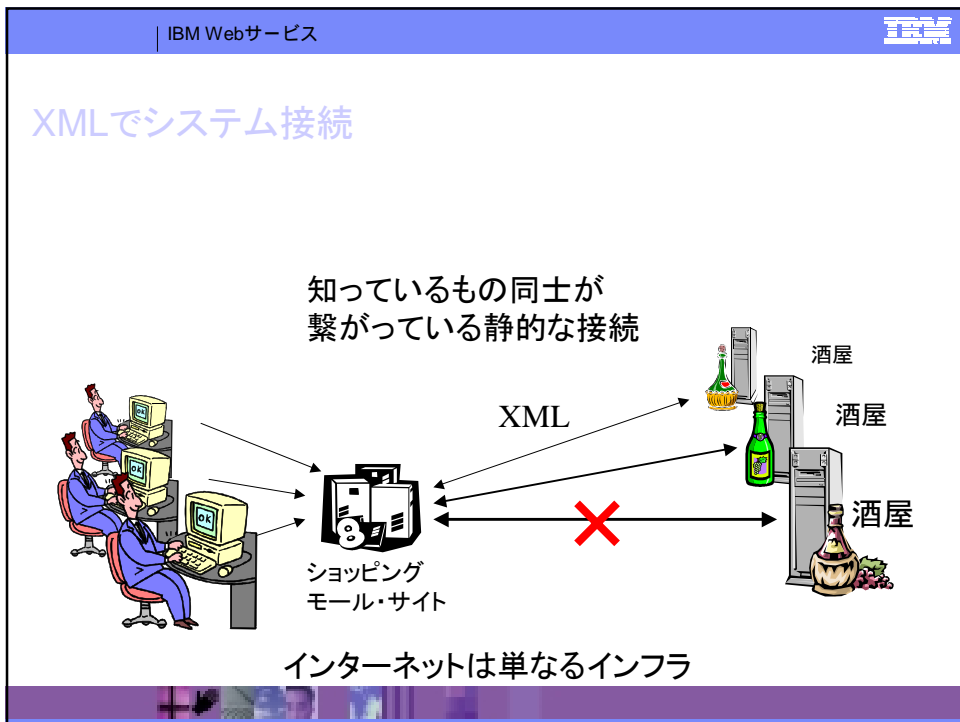 IBM Webサービス
IBM
XMLでシステム接続
知っているもの同士が
繋がっている静的な接続
酒屋
XML
酒屋
OK
OK
OK
酒屋
ショッピング
モール・サイト
インターネットは単なるインフラ